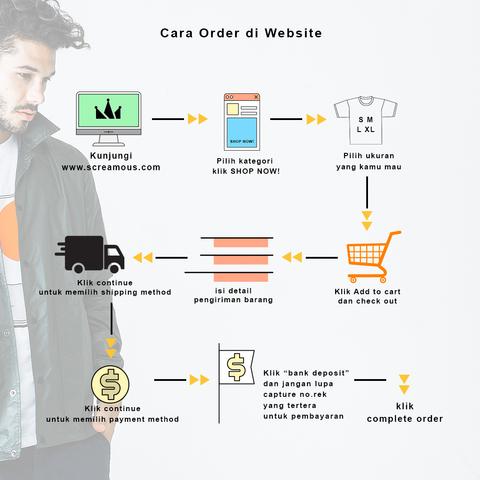 Cara Order di Website
Kunjungi
www.screamous.com
SHOP NOW!
Pilih kategori
klik SHOP NOW!
S M
L XL
Pilih ukuran
yang kamu mau
Klik Add to cart
dan check out
isi detail
pengiriman barang
Klik continue
untuk memilih shipping method
$
Klik continue
untuk memilih payment method
$
Klik “bank deposit”
dan jangan lupa
capture no.rek
yang tertera
untuk pembayaran
klik
complete order